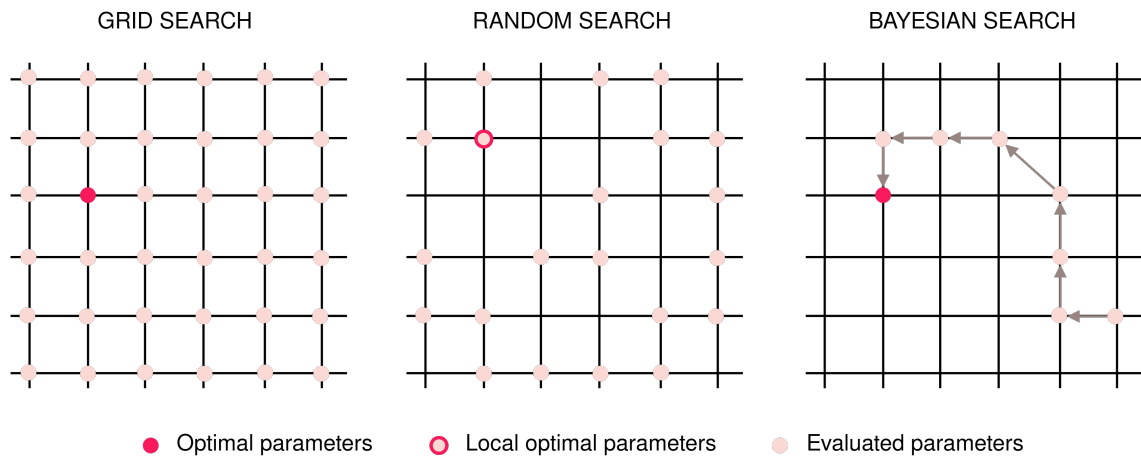 GRID SEARCH
RANDOM SEARCH
BAYESIAN SEARCH
Optimal parameters
Local optimal parameters
Evaluated parameters